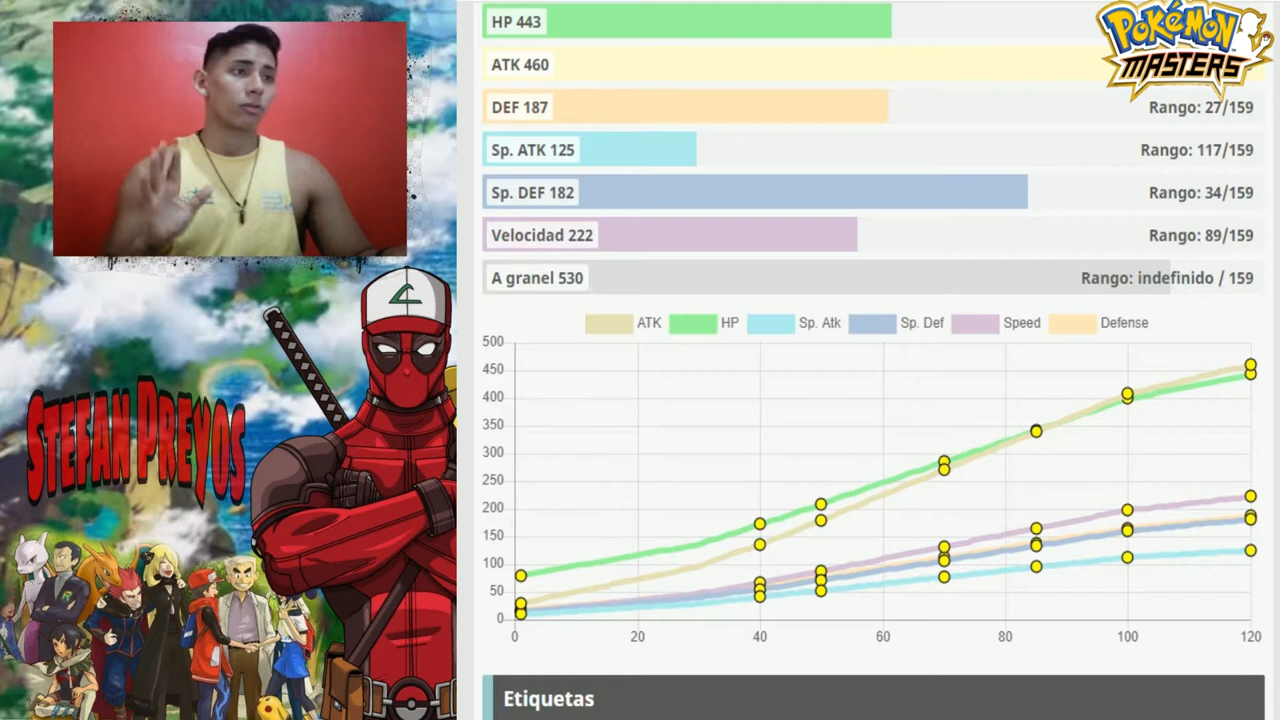 HP 443
ATK 460
DEF 187
Rango: 27/159
Sp. ATK 125
Rango: 117/159
Sp. DEF 182
Rango: 34/159
Velocidad 222
Rango: 89/159
A granel 530
Rango: indefinido / 159
POKÉMON
MASTERS
ATK HP Sp. Atk Sp. Def Speed Defense
500
450
400
350
300
250
200
150
100
50
0
0 20 40 60 80 100 120
Etiquetas
STEFAN PREYOS